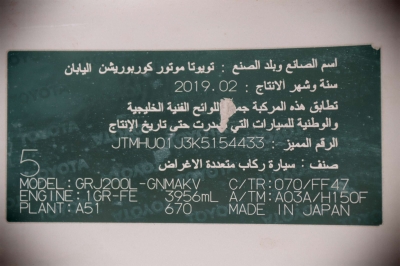 اسم الصانع وبلد الصنع : تويوتا موتور كوربوريشن اليابان
سنة وشهر الانتاج : 2019.02
تطابق هذه المركبة جميع اللوائح الفنية الخليجية
والوطنية للسيارات التي صدرت حتى تاريخ الإنتاج
الرقم المميز : JTMHU01J3K5154433
صنف : سيارة ركاب متعددة الاغراض
5
MODEL: GRJ200L-GNMAKV C/TR: 070/FF47
ENGINE: 1GR-FE 3956mL A/TM: A03A/H150F
PLANT: A51 670 MADE IN JAPAN